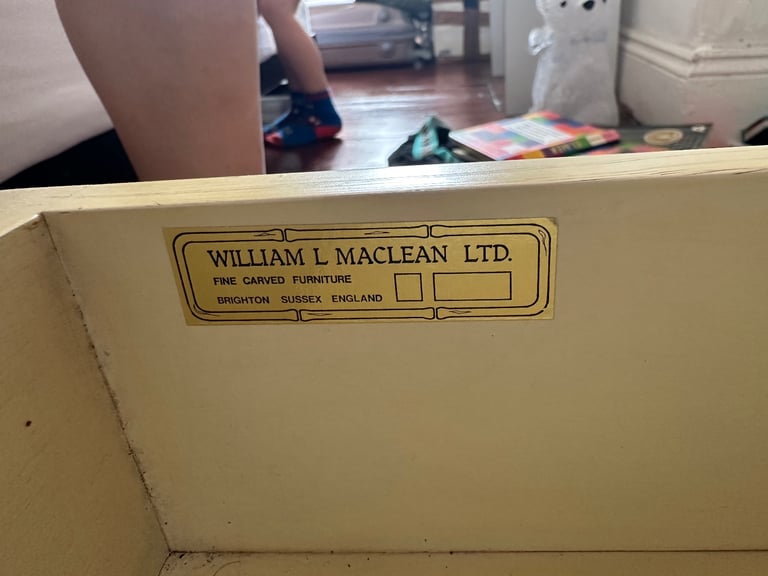 WILLIAM L MACLEAN LTD.
FINE CARVED FURNITURE
BRIGHTON SUSSEX ENGLAND